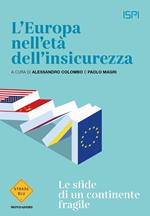 ISPI
L'Europa
nell'età
dell'insicurezza
A CURA DI ALESSANDRO COLOMBO E PAOLO MAGRI
Le sfide
di un continente
fragile
STRADE
BLU
MONDADORI